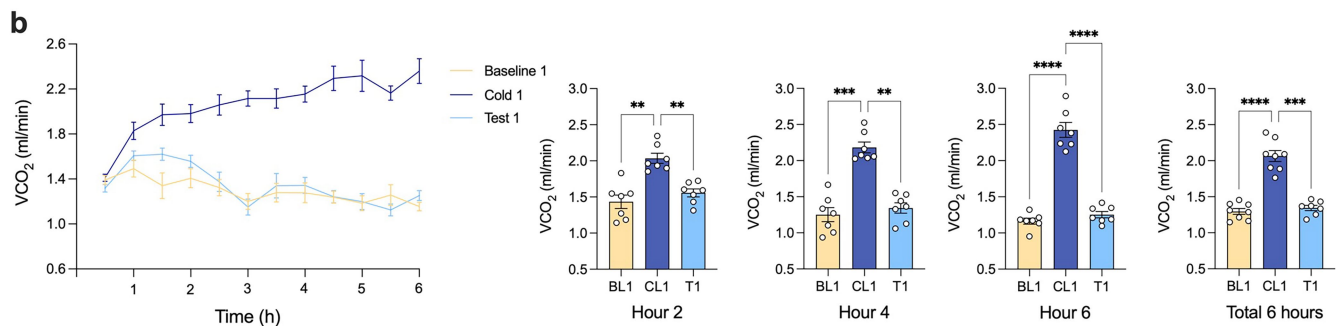 b
2.6
2.2
1.8
1.4
1.0
0.6
VCO2 (ml/min)
1 2 3 4 5 6
Time (h)
Baseline 1
Cold 1
Test 1
3.0
2.5
2.0
1.5
1.0
0.5
VCO2 (ml/min)
** **
BL1 CL1 T1
Hour 2
3.0
2.5
2.0
1.5
1.0
0.5
VCO2 (ml/min)
*** **
BL1 CL1 T1
Hour 4
3.0
2.5
2.0
1.5
1.0
0.5
VCO2 (ml/min)
****
****
BL1 CL1 T1
Hour 6
3.0
2.5
2.0
1.5
1.0
0.5
VCO2 (ml/min)
**** ***
BL1 CL1 T1
Total 6 hours